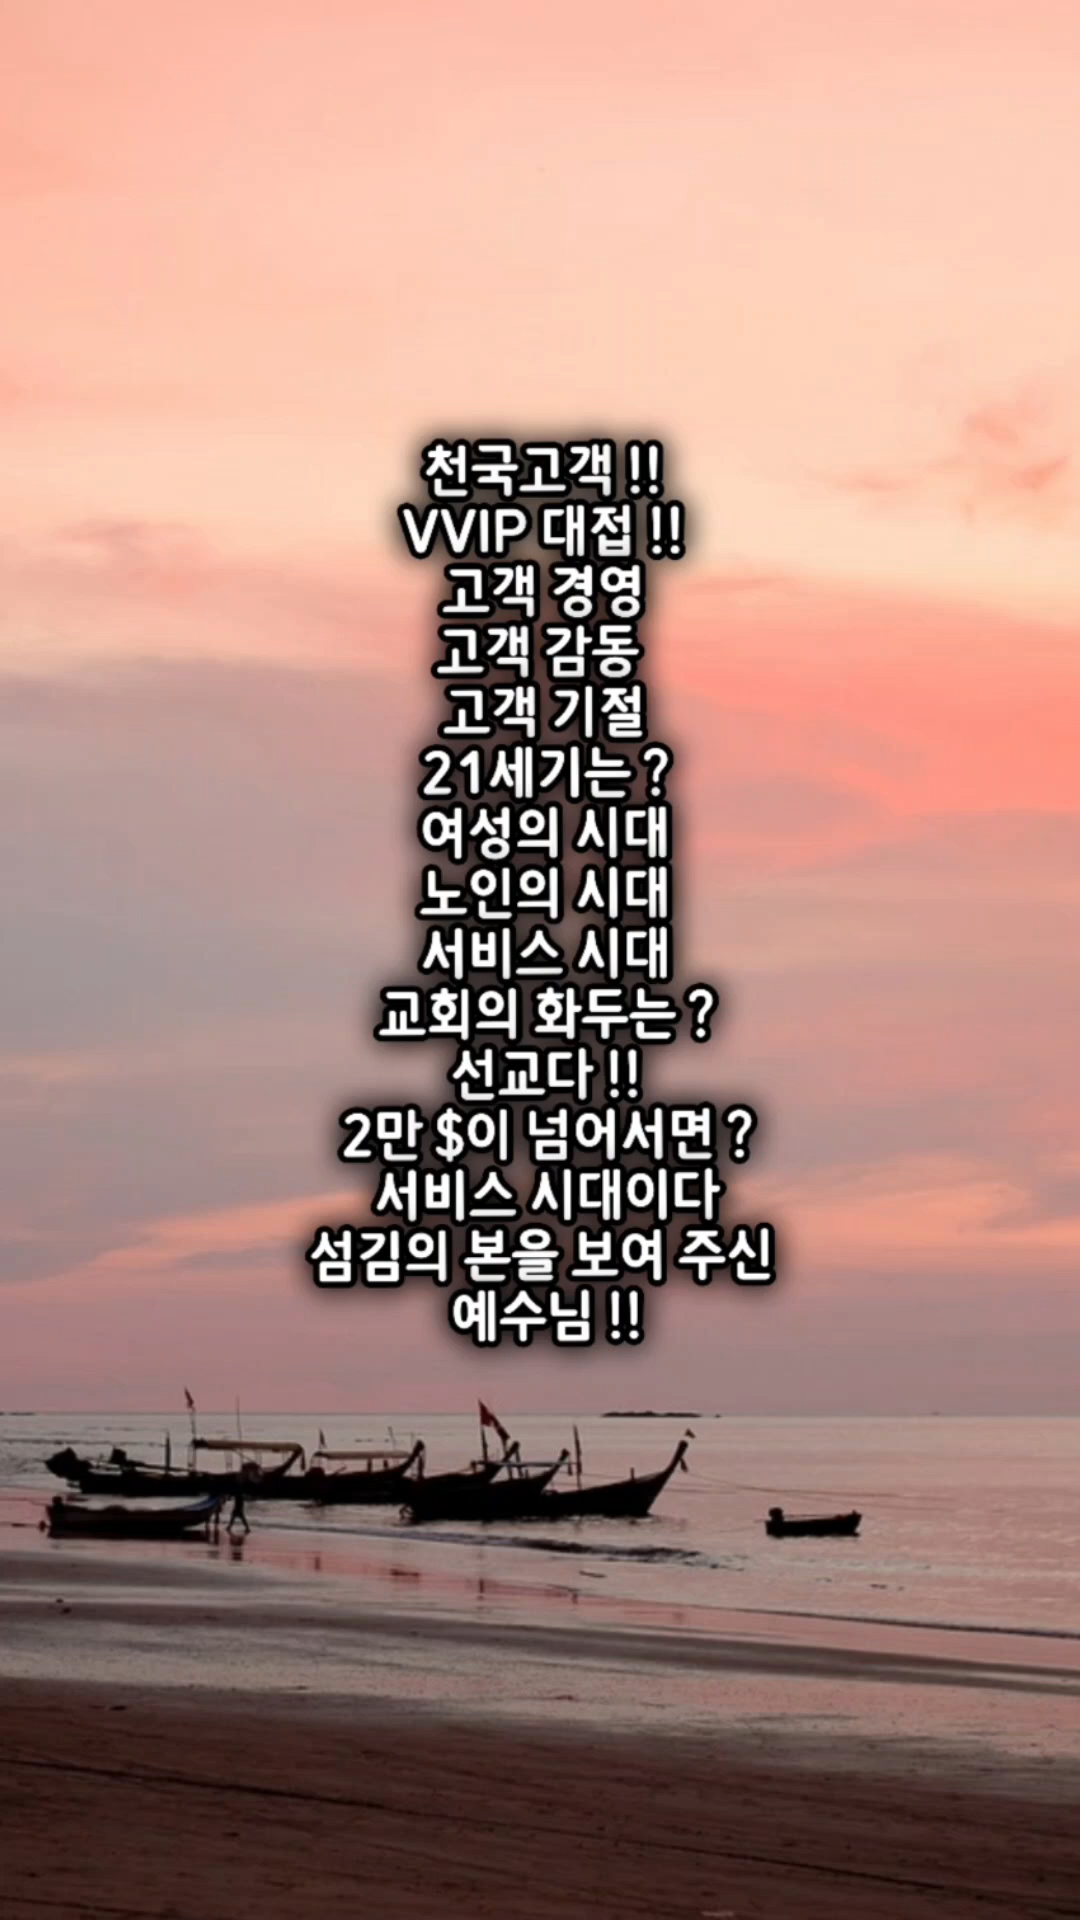 천국고객 !!
VVIP 대접 !!
고객 경영
고객 감동
고객 기절
21세기는 ?
여성의 시대
노인의 시대
서비스 시대
교회의 화두는 ?
선교다 !!
2만 $이 넘어서면 ?
서비스 시대이다
섬김의 본을 보여 주신
예수님 !!